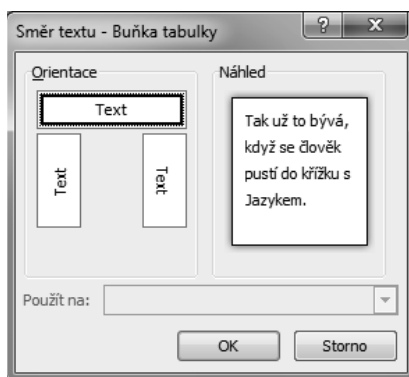 Směr textu - Buňka tabulky
?
x
Orientace
Text
Text
Text
Náhled
Tak už to bývá,
když se člověk
pustí do křížku s
Jazykem.
Použít na:
OK
Storno